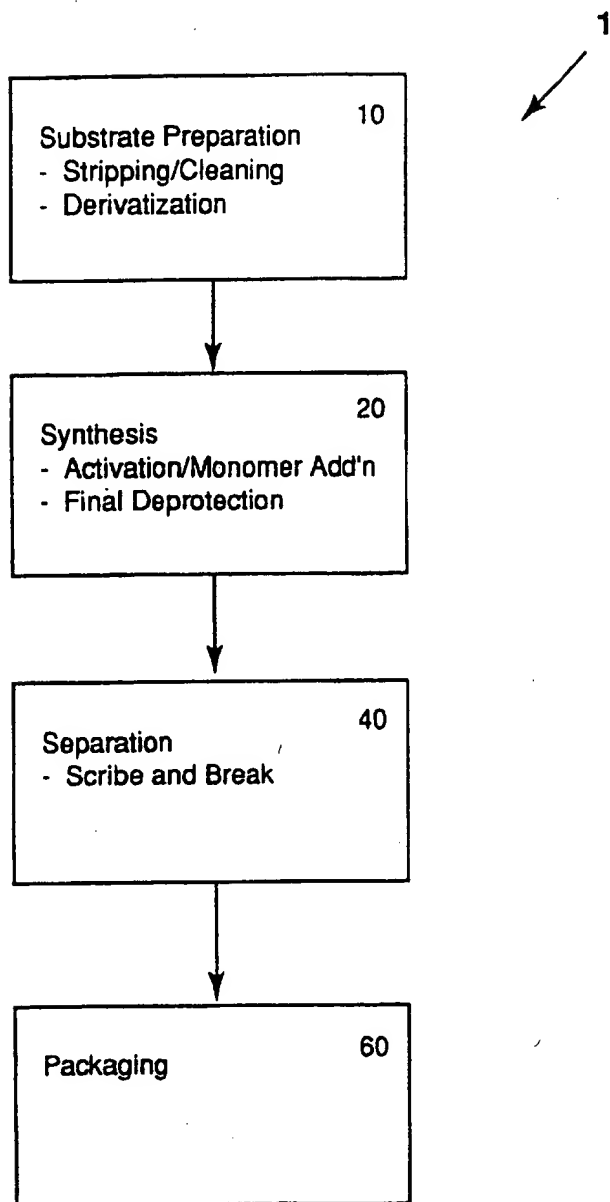 1
10
Substrate Preparation
- Stripping/Cleaning
- Derivatization
20
Synthesis
- Activation/Monomer Add'n
- Final Deprotection
40
Separation
- Scribe and Break
60
Packaging